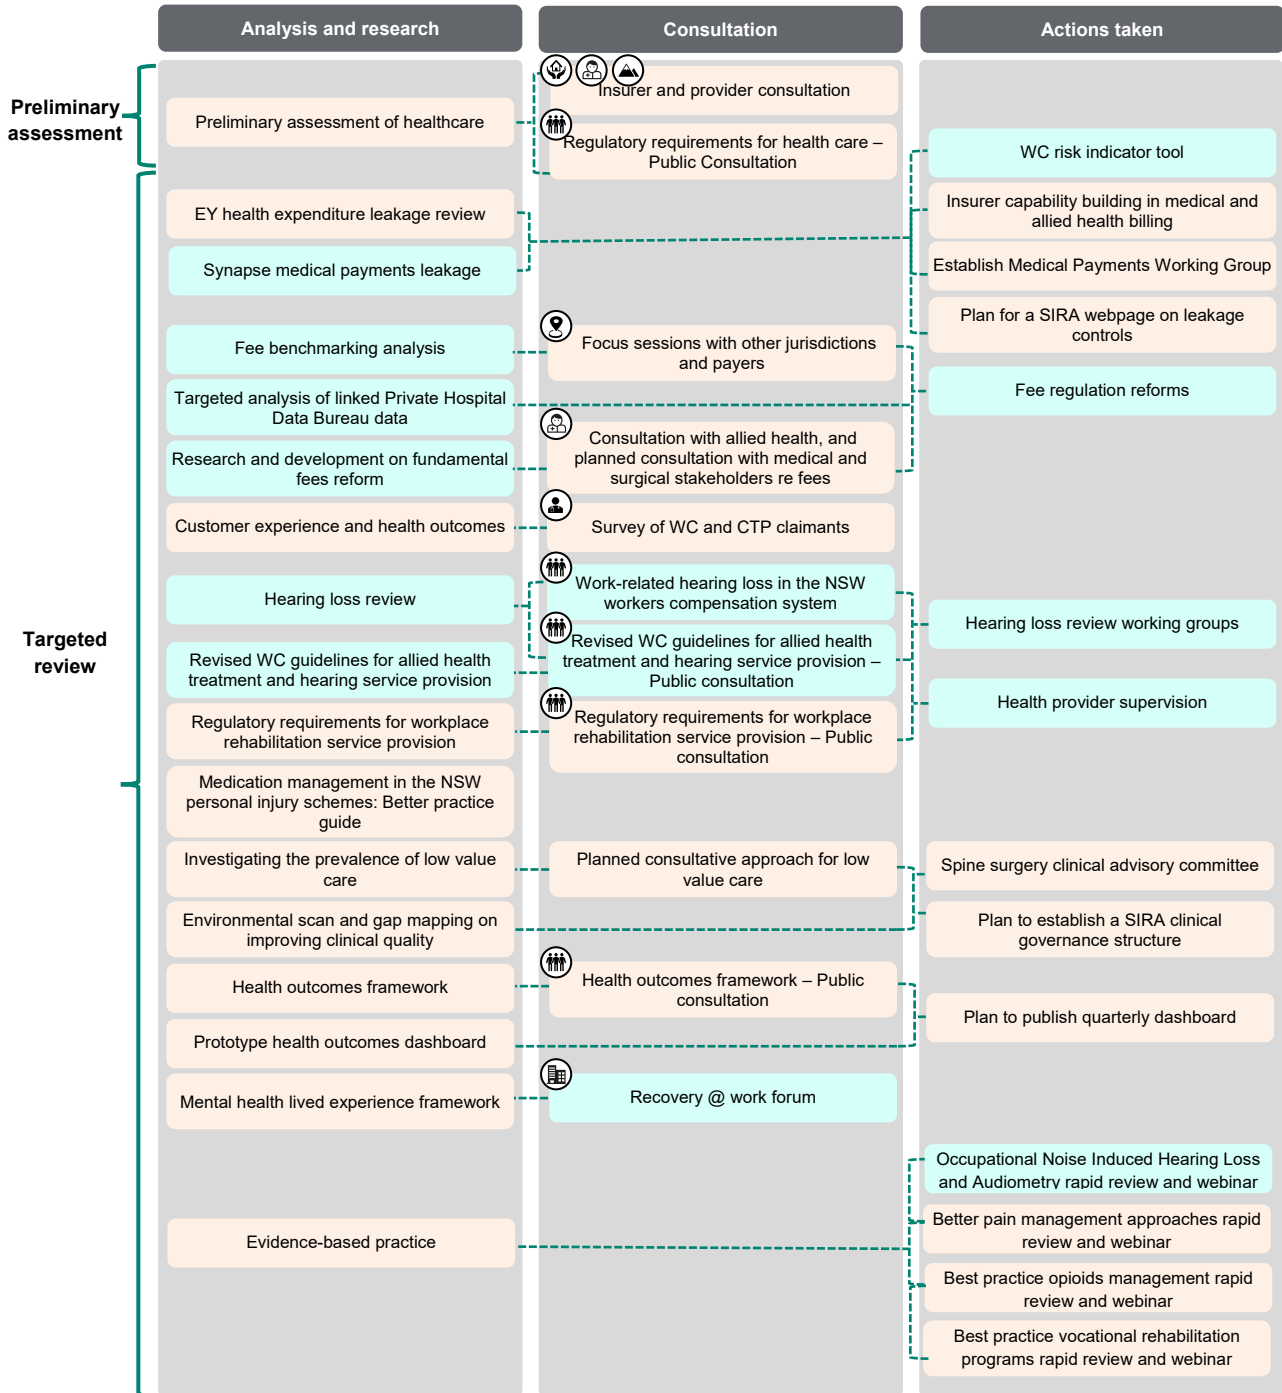 Analysis and research
Consultation
Actions taken
Preliminary
assessment
Preliminary assessment of healthcare
Insurer and provider consultation
Regulatory requirements for health care –
Public Consultation
Targeted
review
EY health expenditure leakage review
Synapse medical payments leakage
WC risk indicator tool
Insurer capability building in medical and
allied health billing
Establish Medical Payments Working Group
Plan for a SIRA webpage on leakage
controls
Fee benchmarking analysis
Focus sessions with other jurisdictions
and payers
Targeted analysis of linked Private Hospital
Data Bureau data
Fee regulation reforms
Research and development on fundamental
fees reform
Consultation with allied health, and
planned consultation with medical and
surgical stakeholders re fees
Customer experience and health outcomes
Survey of WC and CTP claimants
Hearing loss review
Work-related hearing loss in the NSW
workers compensation system
Hearing loss review working groups
Revised WC guidelines for allied health
treatment and hearing service provision
Revised WC guidelines for allied health
treatment and hearing service provision –
Public consultation
Health provider supervision
Regulatory requirements for workplace
rehabilitation service provision
Regulatory requirements for workplace
rehabilitation service provision – Public
consultation
Medication management in the NSW
personal injury schemes: Better practice
guide
Investigating the prevalence of low value
care
Planned consultative approach for low
value care
Spine surgery clinical advisory committee
Environmental scan and gap mapping on
improving clinical quality
Plan to establish a SIRA clinical
governance structure
Health outcomes framework
Health outcomes framework – Public
consultation
Plan to publish quarterly dashboard
Prototype health outcomes dashboard
Mental health lived experience framework
Recovery @ work forum
Evidence-based practice
Occupational Noise Induced Hearing Loss
and Audiometry rapid review and webinar
Better pain management approaches rapid
review and webinar
Best practice opioids management rapid
review and webinar
Best practice vocational rehabilitation
programs rapid review and webinar